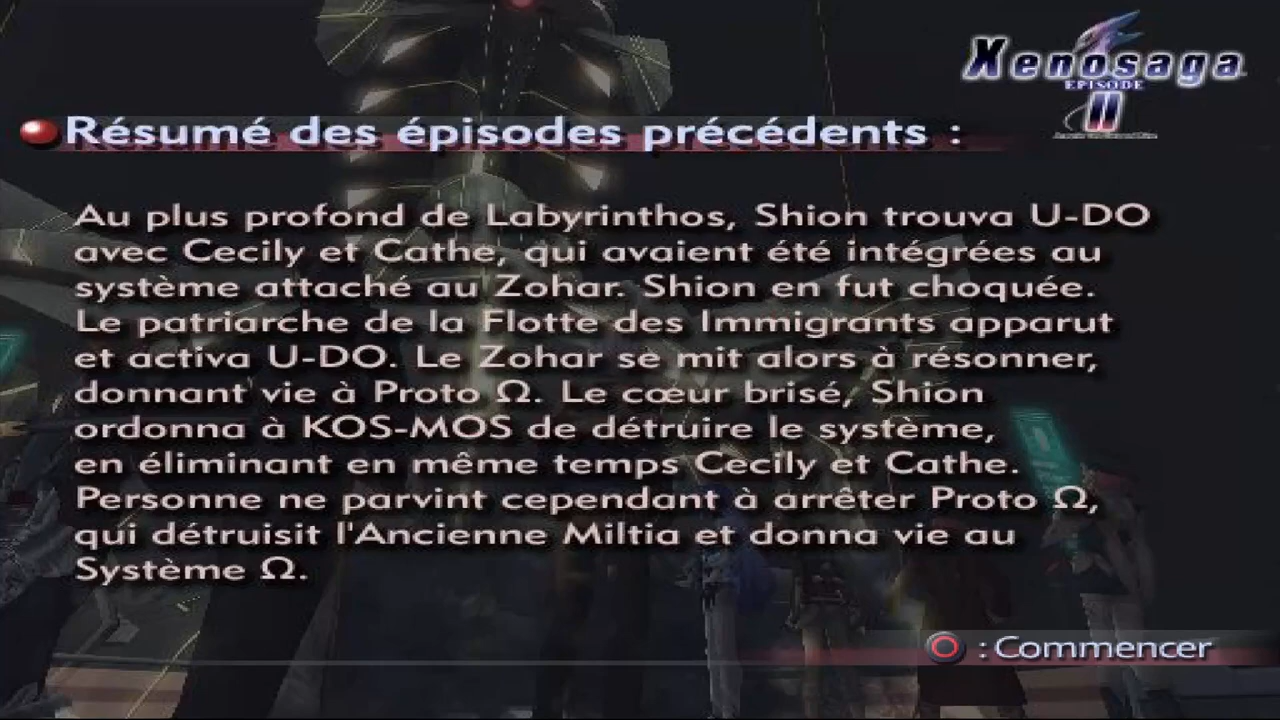 Xenosaga
EPISODE
II
Résumé des épisodes précédents :
Au plus profond de Labyrinthos, Shion trouva U-DO
avec Cecily et Cathe, qui avaient été intégrées au
système attaché au Zohar. Shion en fut choquée.
Le patriarche de la Flotte des Immigrants apparut
et activa U-DO. Le Zohar se mit alors à résonner,
donnant vie à Proto Ω. Le cœur brisé, Shion
ordonna à KOS-MOS de détruire le système,
en éliminant en même temps Cecily et Cathe.
Personne ne parvint cependant à arrêter Proto Ω,
qui détruisit l'Ancienne Miltia et donna vie au
Système Ω.
: Commencer